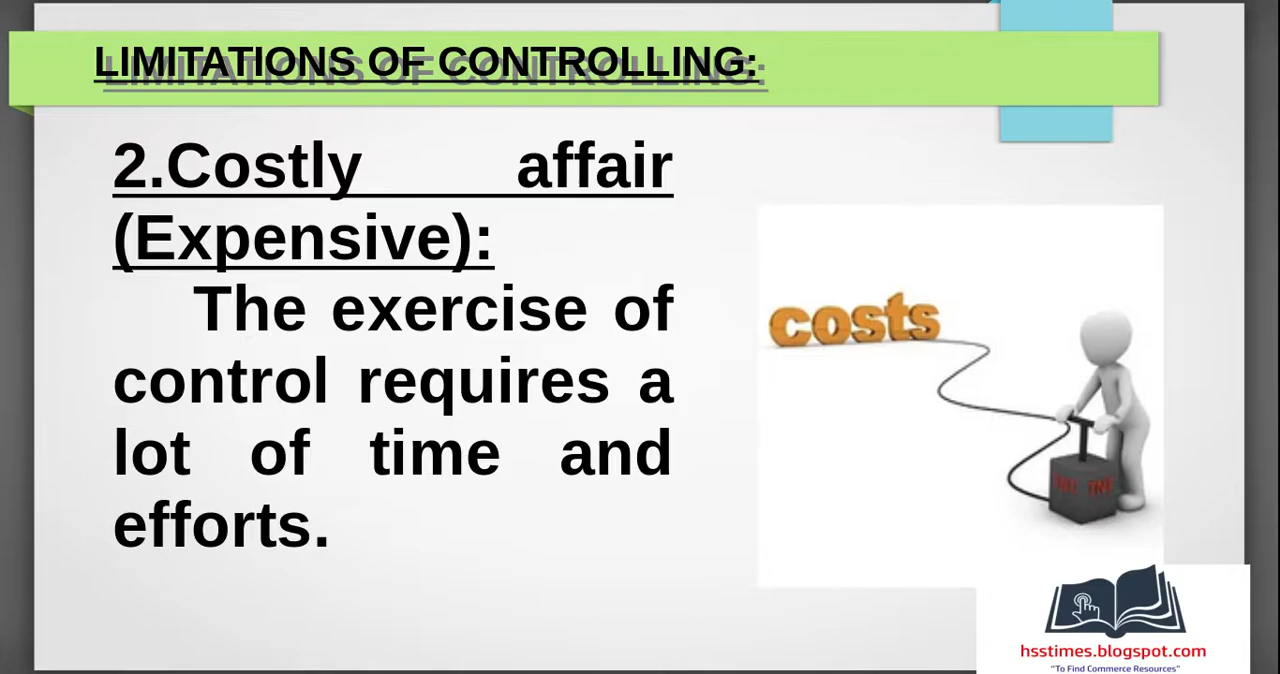 LIMITATIONS OF CONTROLLING:
2.Costly affair
(Expensive):
The exercise of
control requires a
lot of time and
efforts.
costs
hsstimes.blogspot.com
"To Find Commerce Resources"